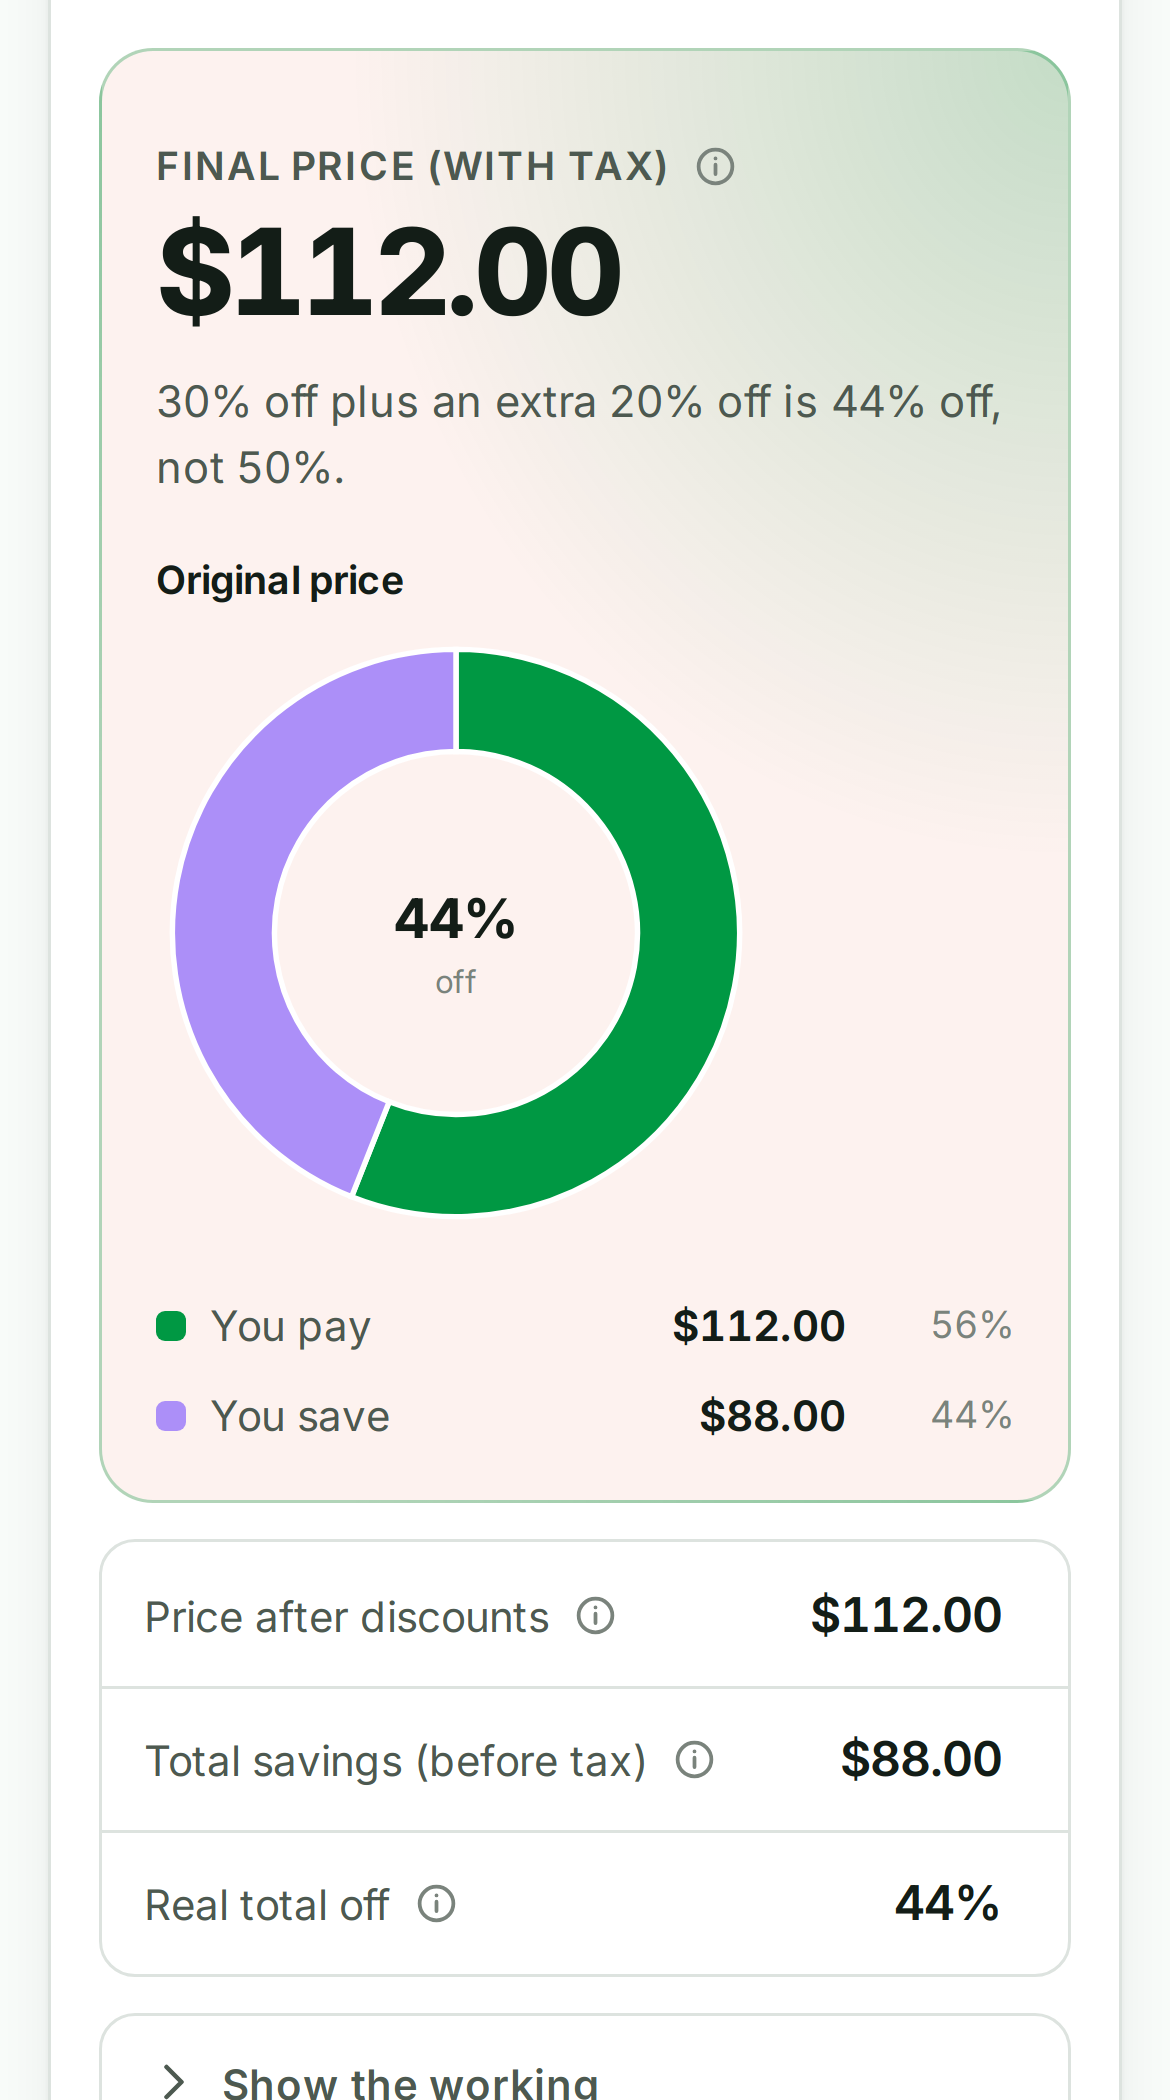 FINAL PRICE (WITH TAX)
$112.00
30% off plus an extra 20% off is 44% off,
not 50%.
Original price
44%
off
You pay $112.00 56%
You save $88.00 44%
Price after discounts $112.00
Total savings (before tax) $88.00
Real total off 44%
Show the working